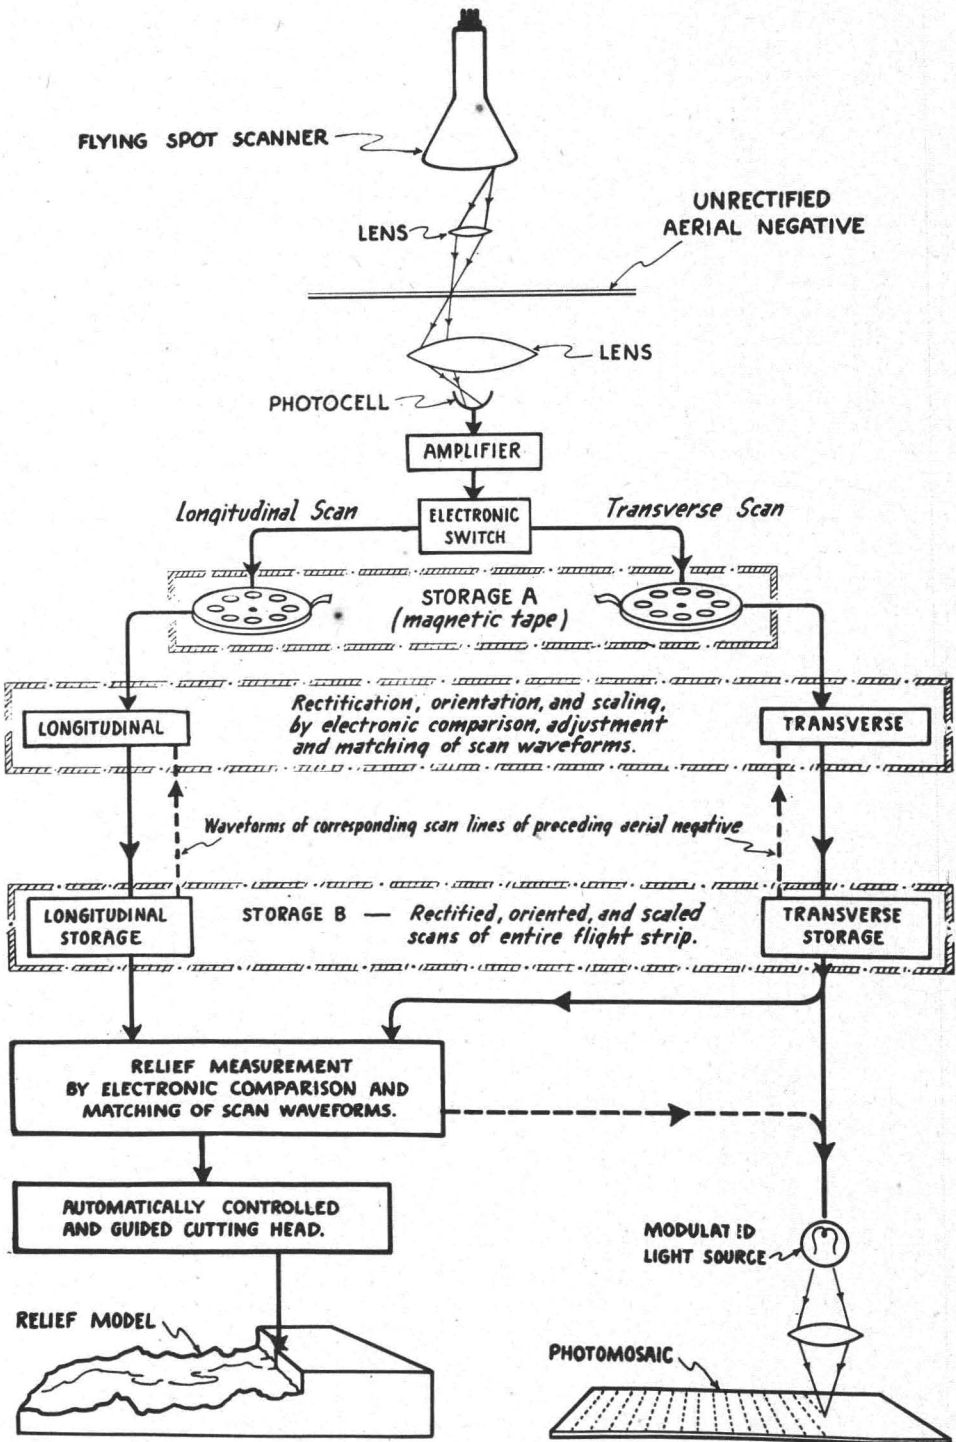 FLYING SPOT SCANNER
UNRECTIFIED
AERIAL NEGATIVE
LENS
LENS
PHOTOCELL
AMPLIFIER
Longitudinal Scan
ELECTRONIC
SWITCH
Transverse Scan
STORAGE A
(magnetic tape)
LONGITUDINAL
Rectification, orientation, and scaling,
by electronic comparison, adjustment
and matching of scan waveforms.
TRANSVERSE
Waveforms of corresponding scan lines of preceding aerial negative
LONGITUDINAL
STORAGE
STORAGE B — Rectified, oriented, and scaled
scans of entire flight strip.
TRANSVERSE
STORAGE
RELIEF MEASUREMENT
BY ELECTRONIC COMPARISON AND
MATCHING OF SCAN WAVEFORMS.
AUTOMATICALLY CONTROLLED
AND GUIDED CUTTING HEAD.
MODULATED
LIGHT SOURCE
RELIEF MODEL
PHOTOMOSAIC